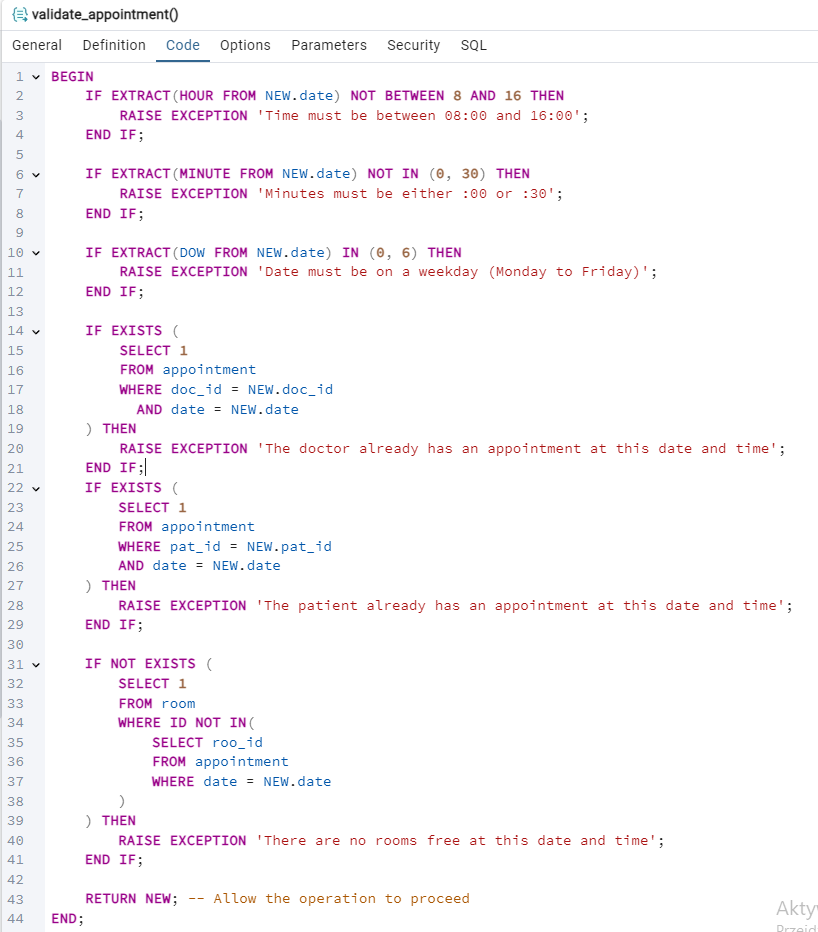 validate_appointment()
General Definition Code Options Parameters Security SQL
1 BEGIN
2 IF EXTRACT(HOUR FROM NEW.date) NOT BETWEEN 8 AND 16 THEN
3 RAISE EXCEPTION 'Time must be between 08:00 and 16:00';
4 END IF;
5
6 IF EXTRACT(MINUTE FROM NEW.date) NOT IN (0, 30) THEN
7 RAISE EXCEPTION 'Minutes must be either :00 or :30';
8 END IF;
9
10 IF EXTRACT(DOW FROM NEW.date) IN (0, 6) THEN
11 RAISE EXCEPTION 'Date must be on a weekday (Monday to Friday)';
12 END IF;
13
14 IF EXISTS (
15 SELECT 1
16 FROM appointment
17 WHERE doc_id = NEW.doc_id
18 AND date = NEW.date
19 ) THEN
20 RAISE EXCEPTION 'The doctor already has an appointment at this date and time';
21 END IF;
22 IF EXISTS (
23 SELECT 1
24 FROM appointment
25 WHERE pat_id = NEW.pat_id
26 AND date = NEW.date
27 ) THEN
28 RAISE EXCEPTION 'The patient already has an appointment at this date and time';
29 END IF;
30
31 IF NOT EXISTS (
32 SELECT 1
33 FROM room
34 WHERE ID NOT IN(
35 SELECT roo_id
36 FROM appointment
37 WHERE date = NEW.date
38 )
39 ) THEN
40 RAISE EXCEPTION 'There are no rooms free at this date and time';
41 END IF;
42
43 RETURN NEW; -- Allow the operation to proceed
44 END;